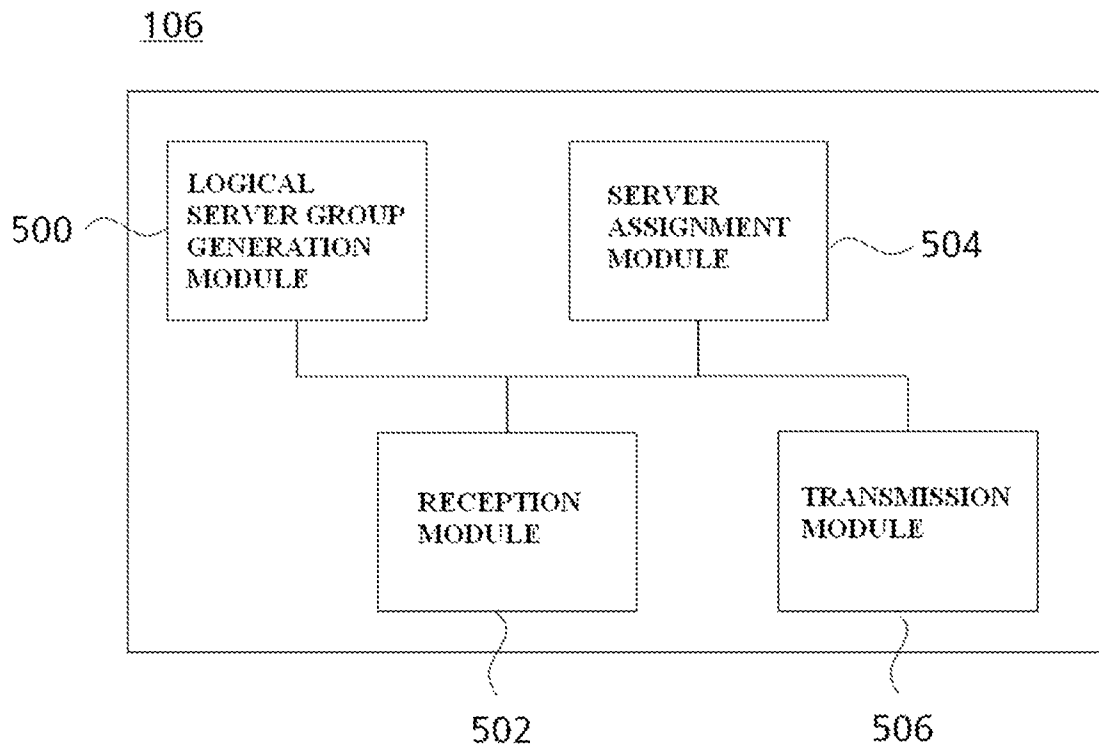 106
LOGICAL
SERVER GROUP
GENERATION
MODULE
500
SERVER
ASSIGNMENT
MODULE
504
RECEPTION
MODULE
TRANSMISSION
MODULE
502
506